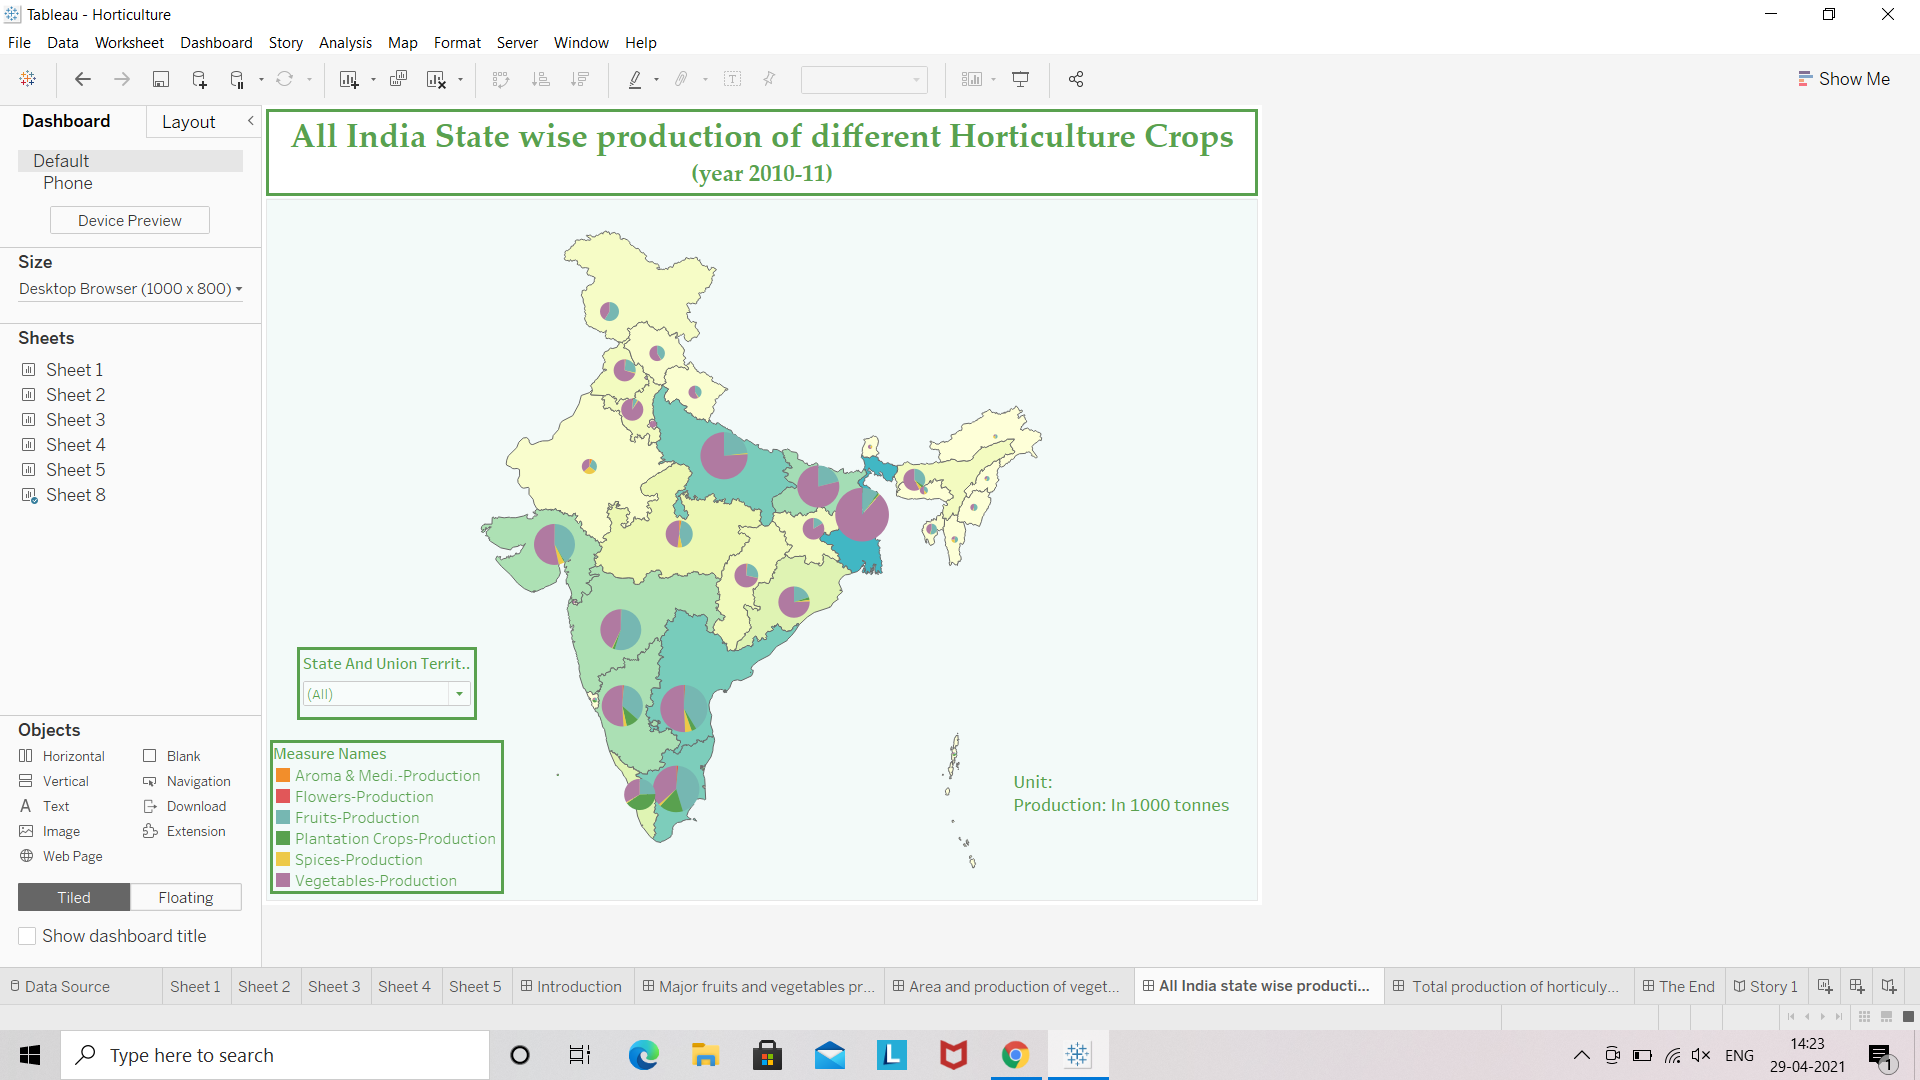 Tableau - Horticulture
File Data Worksheet Dashboard Story Analysis Map Format Server Window Help
Show Me
Dashboard Layout
Default
Phone
Device Preview
Size
Desktop Browser (1000 x 800)
Sheets
Sheet 1
Sheet 2
Sheet 3
Sheet 4
Sheet 5
Sheet 8
Objects
Horizontal Blank
Vertical Navigation
Text Download
Image Extension
Web Page
Tiled Floating
Show dashboard title
All India State wise production of different Horticulture Crops
(year 2010-11)
State And Union Territ..
(All)
Measure Names
Aroma & Medi.-Production
Flowers-Production
Fruits-Production
Plantation Crops-Production
Spices-Production
Vegetables-Production
Unit:
Production: In 1000 tonnes
Data Source Sheet 1 Sheet 2 Sheet 3 Sheet 4 Sheet 5 Introduction Major fruits and vegetables pr... Area and production of veget... All India state wise producti... Total production of horticuly... The End Story 1
Type here to search
ENG
14:23
29-04-2021
1